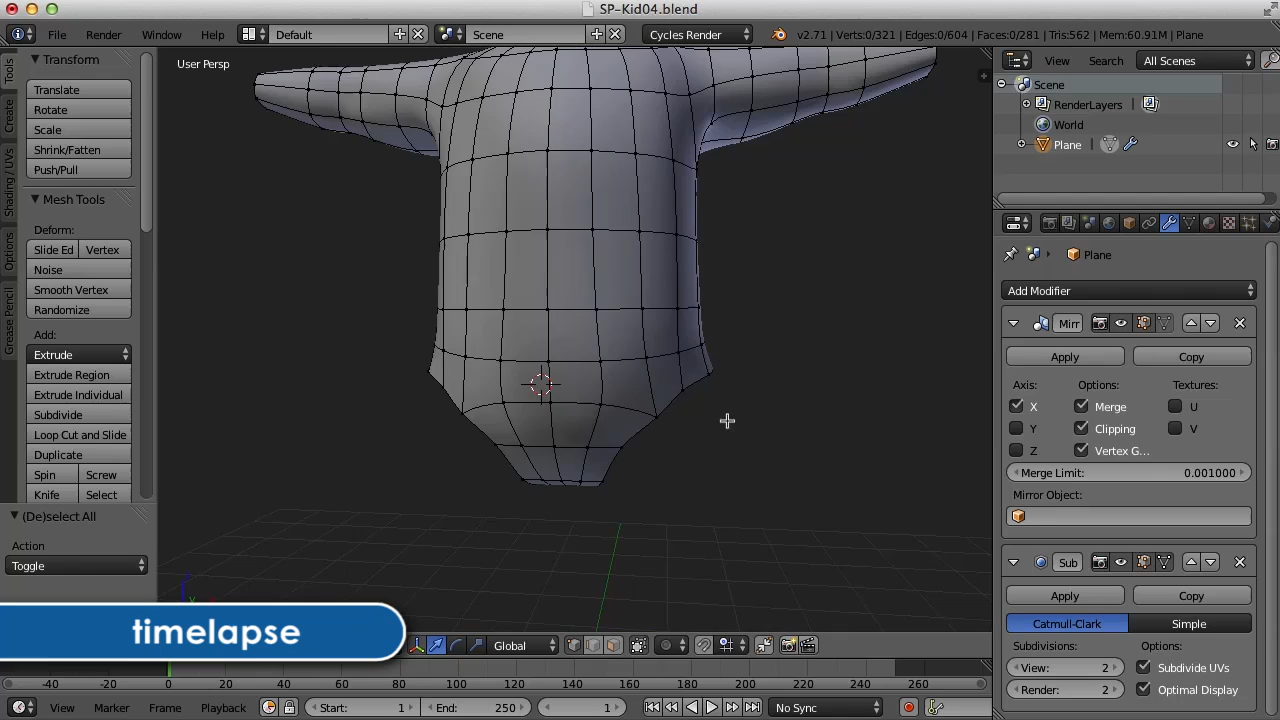 SP-Kid04.blend
File Render Window Help Default Scene Cycles Render v2.71 | Verts:0/321 | Edges:0/604 | Faces:0/281 | Tris:562 | Mem:60.91M | Plane
Tools
Create
Shading / UVs
Options
Grease Pencil
Transform
Translate
Rotate
Scale
Shrink/Fatten
Push/Pull
Mesh Tools
Deform:
Slide Ed Vertex
Noise
Smooth Vertex
Randomize
Add:
Extrude
Extrude Region
Extrude Individual
Subdivide
Loop Cut and Slide
Duplicate
Spin Screw
Knife Select
(De)select All
Action
Toggle
User Persp
timelapse
Global
-40 -20 0 20 40 60 80 100 120 140 160 180 200 220 240 260
View Marker Frame Playback Start: 1 End: 250 1 No Sync
View Search All Scenes
Scene
RenderLayers
World
Plane
Plane
Add Modifier
Mirr
Apply Copy
Axis: Options: Textures:
X Merge U
Y Clipping V
Z Vertex G...
Merge Limit: 0.001000
Mirror Object:
Sub
Apply Copy
Catmull-Clark Simple
Subdivisions: Options:
View: 2 Subdivide UVs
Render: 2 Optimal Display